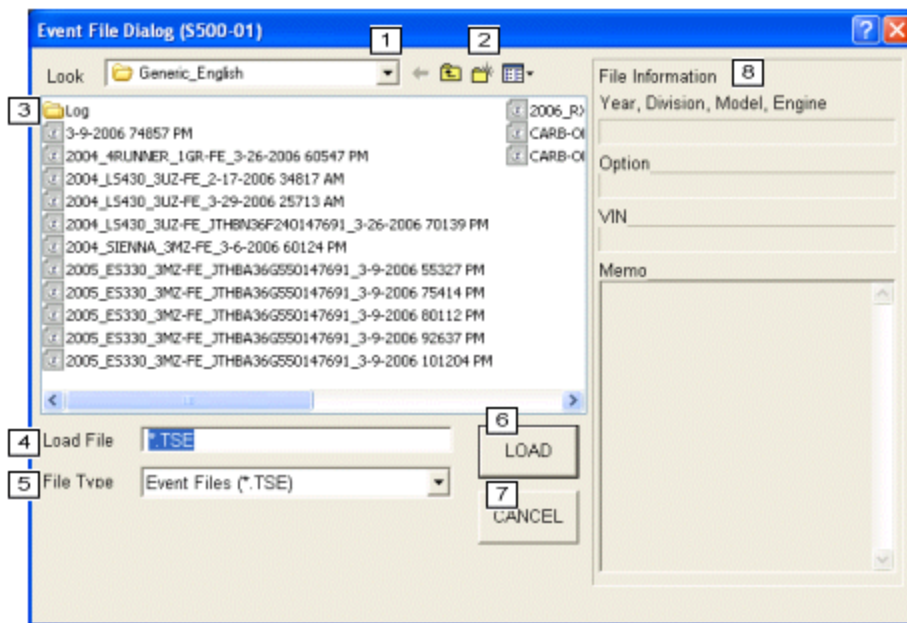 Event File Dialog (S500-01)
1
2
Look
Generic_English
8
File Information
Year, Division, Model, Engine
3
Log
3-9-2006 74857 PM
2004_4RUNNER_1GR-FE_3-26-2006 60547 PM
2004_LS430_3UZ-FE_2-17-2006 34817 AM
2004_LS430_3UZ-FE_3-29-2006 25713 AM
2004_LS430_3UZ-FE_JTHBN36F240147691_3-26-2006 70139 PM
2004_SIENNA_3MZ-FE_3-6-2006 60124 PM
2005_ES330_3MZ-FE_JTHBA36G550147691_3-9-2006 55327 PM
2005_ES330_3MZ-FE_JTHBA36G550147691_3-9-2006 75414 PM
2005_ES330_3MZ-FE_JTHBA36G550147691_3-9-2006 80112 PM
2005_ES330_3MZ-FE_JTHBA36G550147691_3-9-2006 92637 PM
2005_ES330_3MZ-FE_JTHBA36G550147691_3-9-2006 101204 PM
2006_RX
CARB-O
CARB-O
Option
VIN
Memo
4
Load File
*.TSE
5
File Type
Event Files (*.TSE)
6
LOAD
7
CANCEL